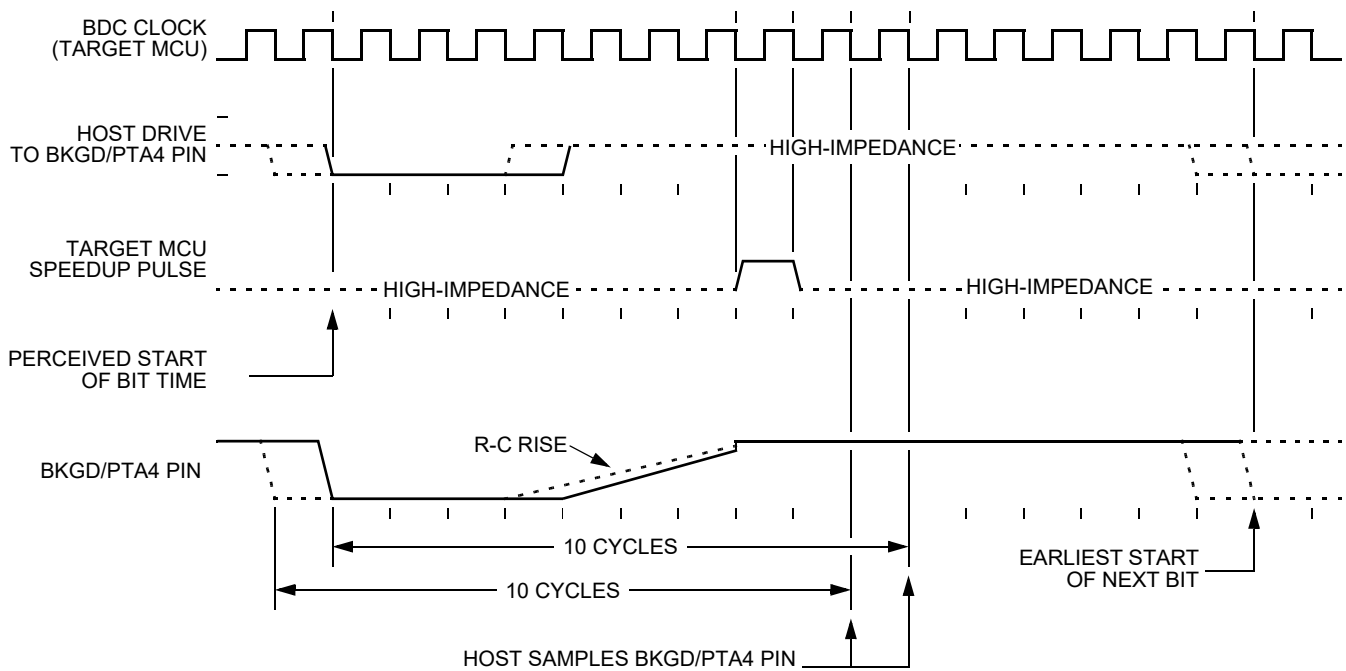 BDC CLOCK
(TARGET MCU)
HOST DRIVE
TO BKGD/PTA4 PIN
HIGH-IMPEDANCE
TARGET MCU
SPEEDUP PULSE
HIGH-IMPEDANCE
HIGH-IMPEDANCE
PERCEIVED START
OF BIT TIME
R-C RISE
BKGD/PTA4 PIN
10 CYCLES
EARLIEST START
OF NEXT BIT
10 CYCLES
HOST SAMPLES BKGD/PTA4 PIN